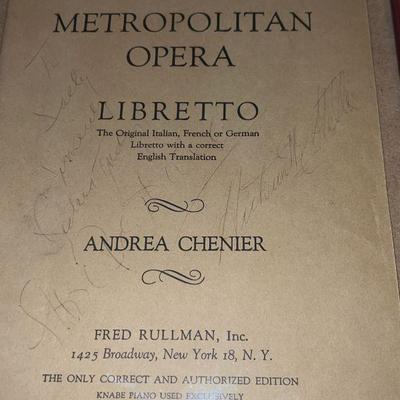 METROPOLITAN
OPERA
LIBRETTO
The Original Italian, French or German
Libretto with a correct
English Translation
ANDREA CHENIER
FRED RULLMAN, Inc.
1425 Broadway, New York 18, N. Y.
THE ONLY CORRECT AND AUTHORIZED EDITION
KNABE PIANO USED EXCLUSIVELY
To